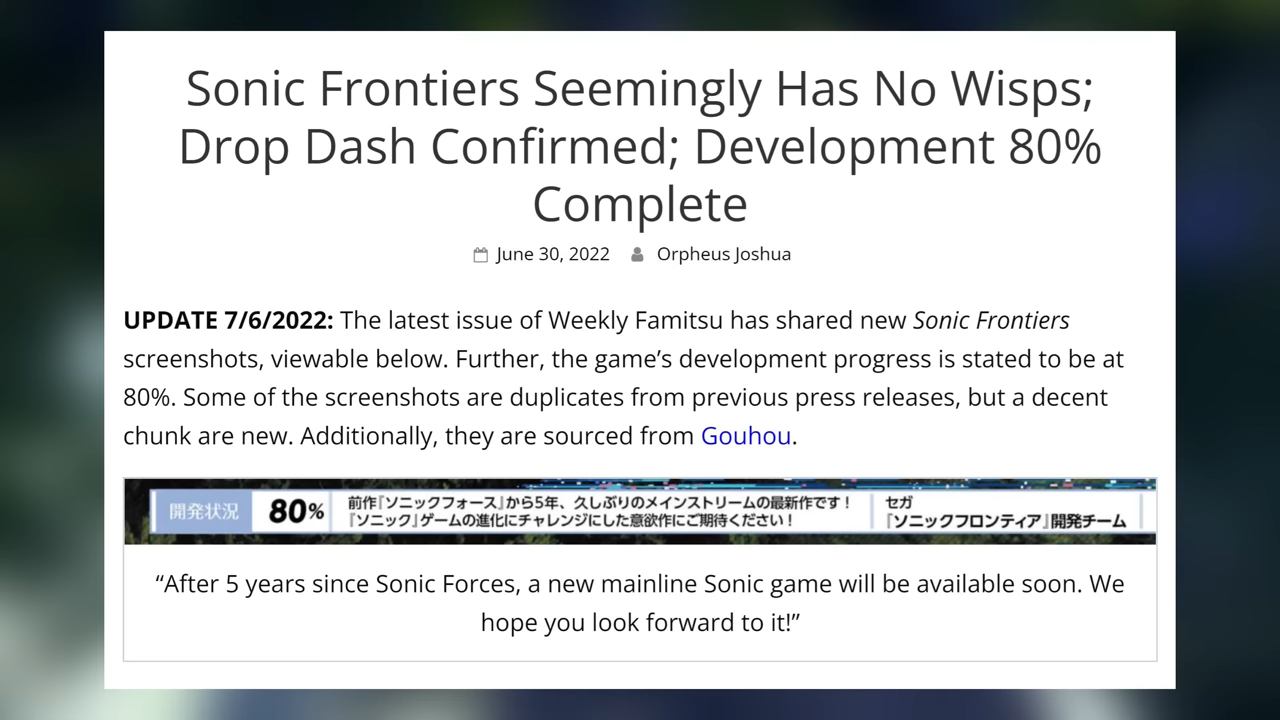 Sonic Frontiers Seemingly Has No Wisps;
Drop Dash Confirmed; Development 80%
Complete
June 30, 2022 Orpheus Joshua
UPDATE 7/6/2022: The latest issue of Weekly Famitsu has shared new Sonic Frontiers
screenshots, viewable below. Further, the game’s development progress is stated to be at
80%. Some of the screenshots are duplicates from previous press releases, but a decent
chunk are new. Additionally, they are sourced from Gouhou.
開発状況 80% 前作『ソニックフォース』から5年、久しぶりのメインストリームの最新作です！ セガ
『ソニック』ゲームの進化にチャレンジにした意欲作にご期待ください！ 『ソニックフロンティア』開発チーム
“After 5 years since Sonic Forces, a new mainline Sonic game will be available soon. We
hope you look forward to it!”